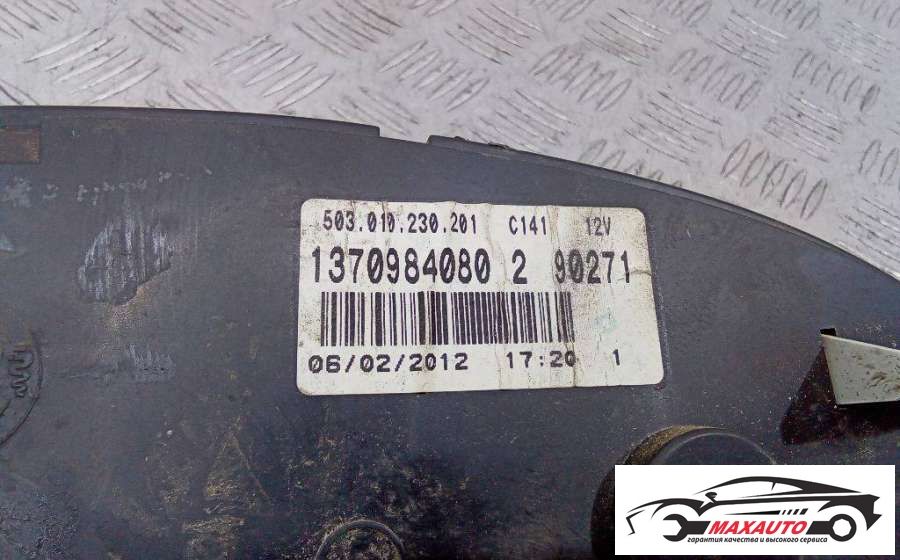 503.010.230.201 C141 12V
1370984080 2 90271
06/02/2012 17:20 1
MAXAUTO
гарантия качества и высокого сервиса